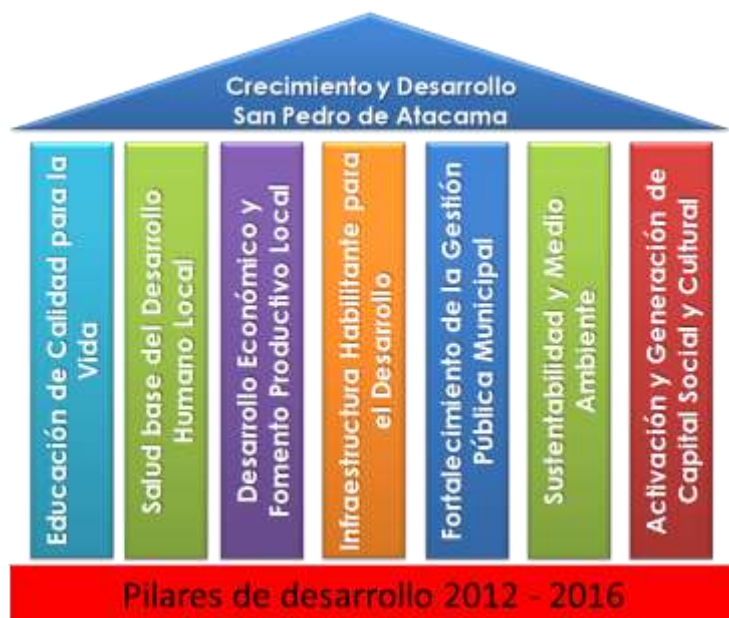 Crecimiento y Desarrollo
San Pedro de Atacama
Educación de Calidad para la
Vida
Salud base del Desarrollo
Humano Local
Desarrollo Económico y
Fomento Productivo Local
Infraestructura Habilitante para
el Desarrollo
Fortalecimiento de la Gestión
Pública Municipal
Sustentabilidad y Medio
Ambiente
Activación y Generación de
Capital Social y Cultural
Pilares de desarrollo 2012 - 2016